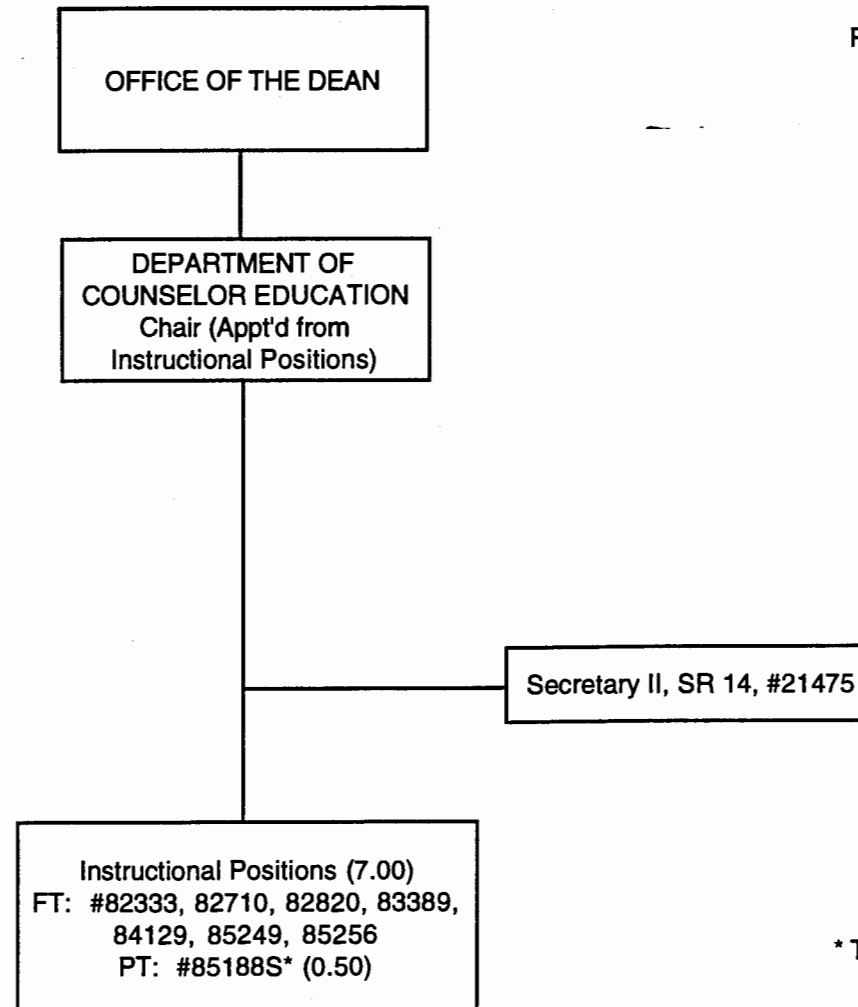 OFFICE OF THE DEAN
DEPARTMENT OF
COUNSELOR EDUCATION
Chair (Appt'd from
Instructional Positions)
Secretary II, SR 14, #21475
Instructional Positions (7.00)
FT: #82333, 82710, 82820, 83389,
84129, 85249, 85256
PT: #85188S* (0.50)